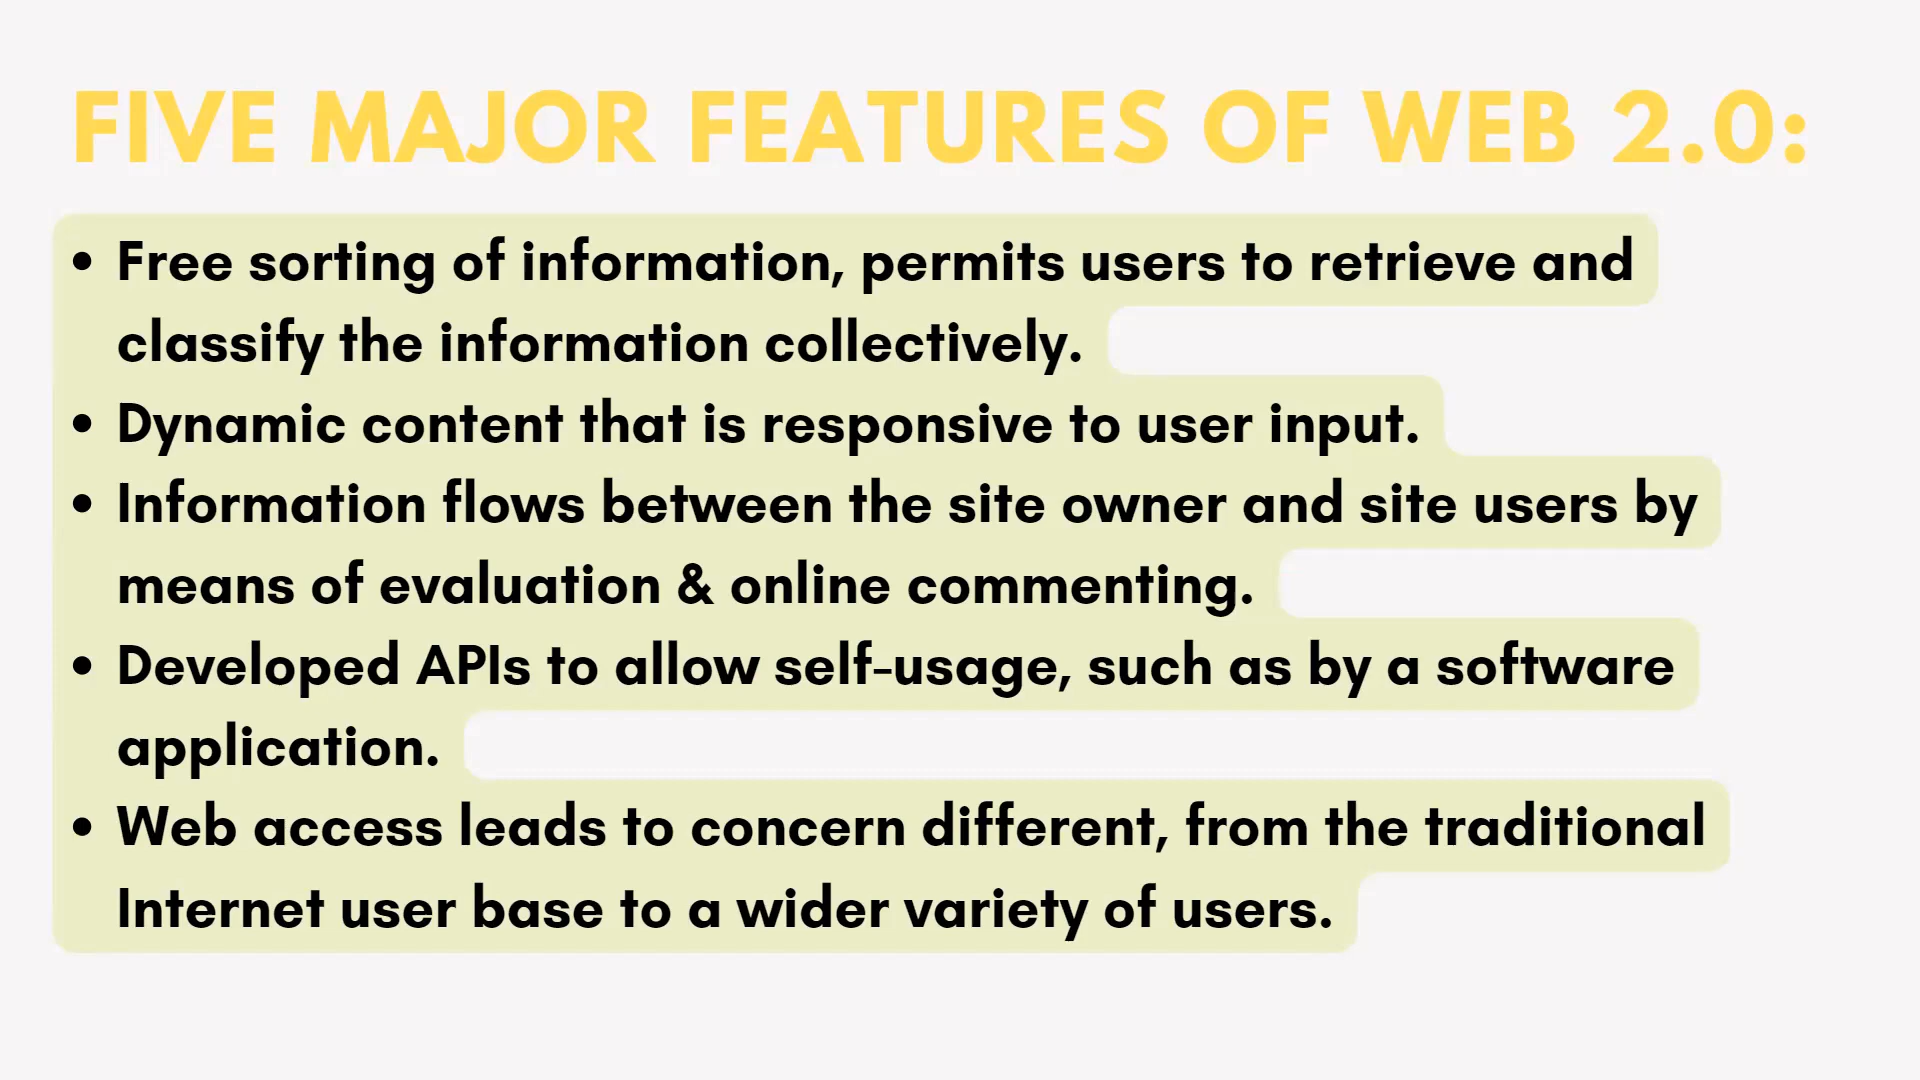 FIVE MAJOR FEATURES OF WEB 2.0:
• Free sorting of information, permits users to retrieve and
classify the information collectively.
• Dynamic content that is responsive to user input.
• Information flows between the site owner and site users by
means of evaluation & online commenting.
• Developed APIs to allow self-usage, such as by a software
application.
• Web access leads to concern different, from the traditional
Internet user base to a wider variety of users.